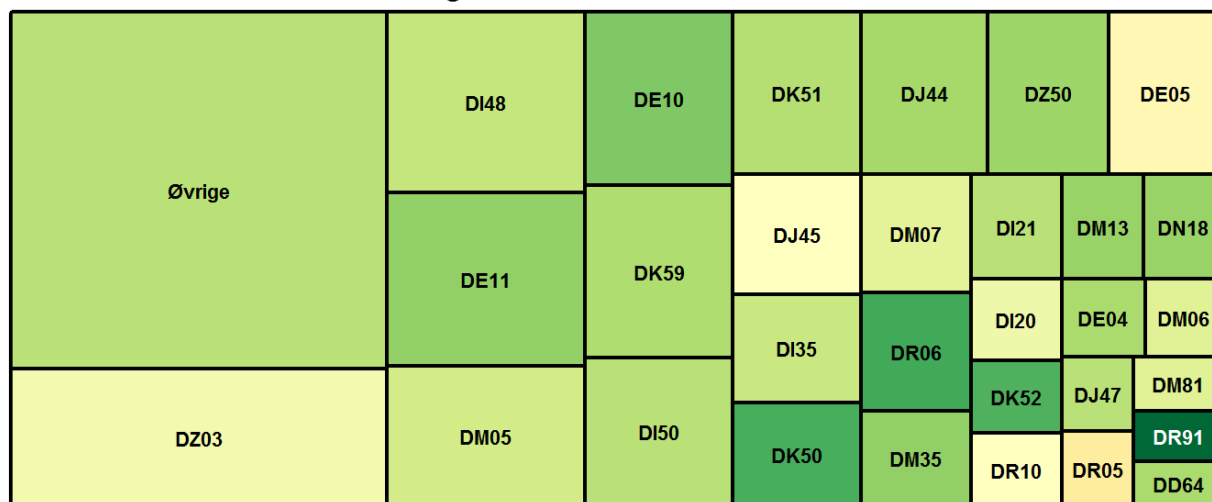 Øvrige
DZ03
DI48
DE11
DM05
DE10
DK59
DI50
DK51
DJ44
DZ50
DE05
DJ45
DI35
DK50
DM07
DR06
DM35
DI21
DM13
DN18
DI20
DE04
DM06
DK52
DJ47
DM81
DR91
DR10
DR05
DD64